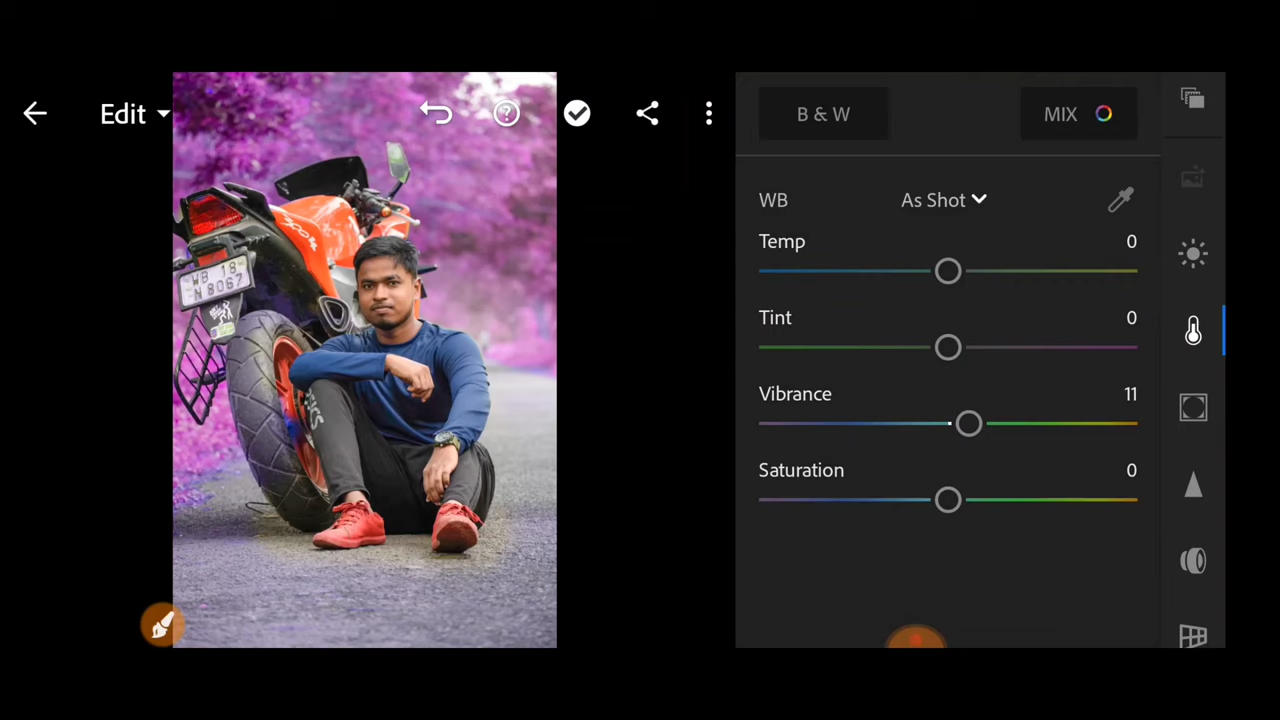 Edit
B & W
MIX
WB
As Shot
Temp
0
Tint
0
Vibrance
11
Saturation
0
WB 18
N 8067